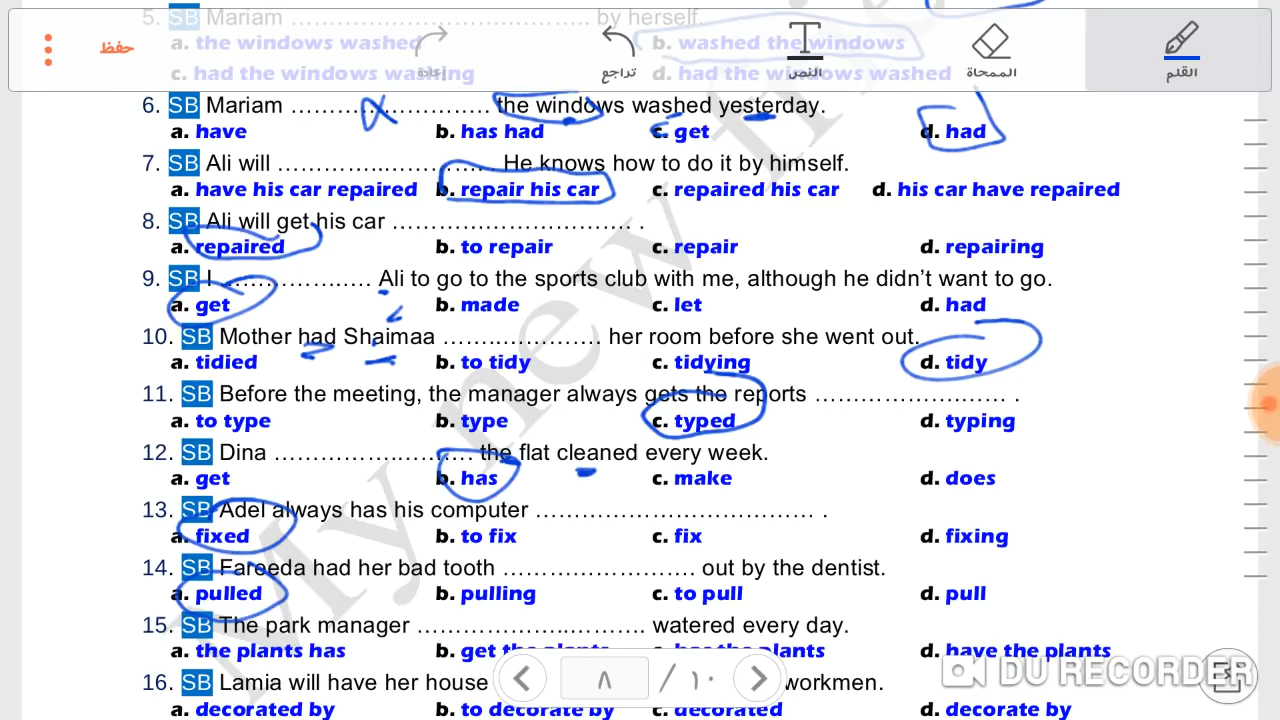 5. SB Mariam ……………………………………. by herself.
a. the windows washed b. washed the windows
c. had the windows washing d. had the windows washed
حفظ إعادة تراجع النص الممحاة القلم
6. SB Mariam ……………………….. the windows washed yesterday.
a. have b. has had c. get d. had
7. SB Ali will …………..……………. He knows how to do it by himself.
a. have his car repaired b. repair his car c. repaired his car d. his car have repaired
8. SB Ali will get his car ……………………………. .
a. repaired b. to repair c. repair d. repairing
9. SB I ……………..…. Ali to go to the sports club with me, although he didn't want to go.
a. get b. made c. let d. had
10. SB Mother had Shaimaa ……..…………. her room before she went out.
a. tidied b. to tidy c. tidying d. tidy
11. SB Before the meeting, the manager always gets the reports ………………………. .
a. to type b. type c. typed d. typing
12. SB Dina ……………..………. the flat cleaned every week.
a. get b. has c. make d. does
13. SB Adel always has his computer ………………………………… .
a. fixed b. to fix c. fix d. fixing
14. SB Fareeda had her bad tooth ……………………. out by the dentist.
a. pulled b. pulling c. to pull d. pull
15. SB The park manager …………………..………. watered every day.
a. the plants has b. get the plants c. has the plants d. have the plants
٨ / ١٠
DU RECORDER
16. SB Lamia will have her house workmen.
a. decorated by b. to decorate by c. decorated d. decorate by
My new